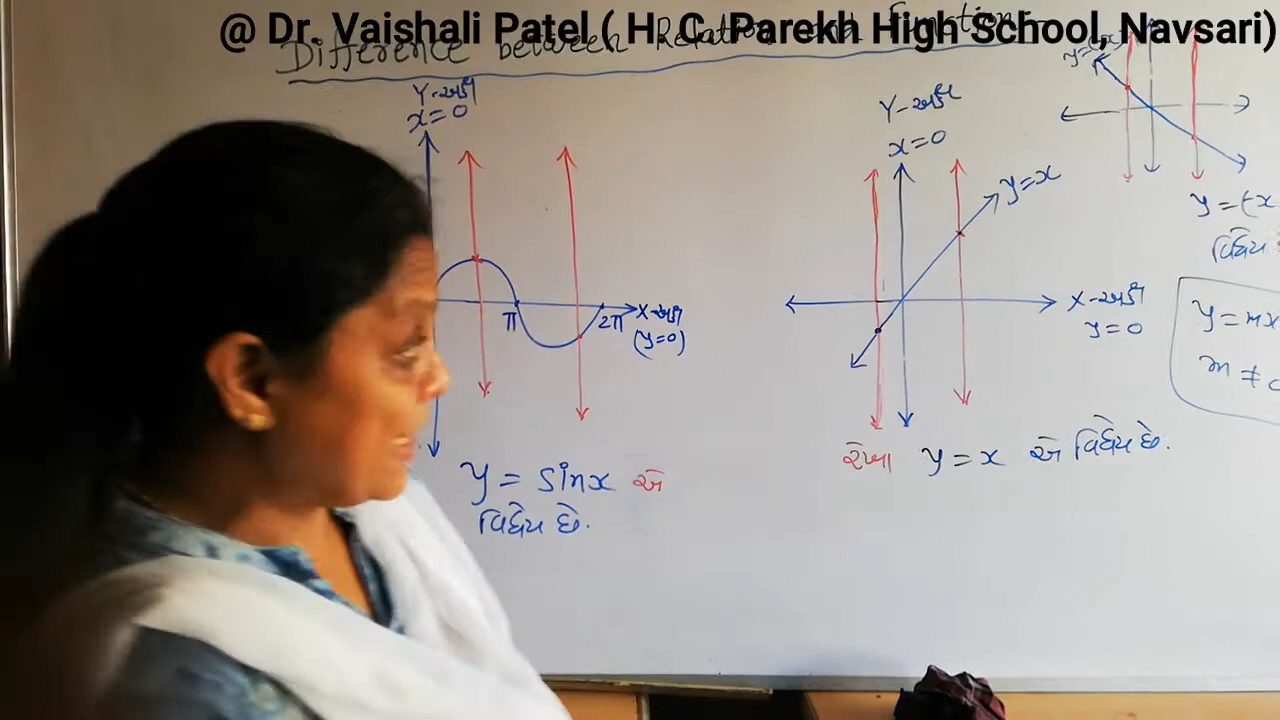 @ Dr. Vaishali Patel ( H. C. Parekh High School, Navsari)
Difference between Relation and Function
Y-અક્ષ
x=0
π
2π
X-અક્ષ
(y=0)
y = sinx એ
વિધેય છે.
Y-અક્ષ
x=0
y=x
X-અક્ષ
y=0
રેખા y = x એ વિધેય છે.
y=-x
વિધેય
y=mx
m ≠